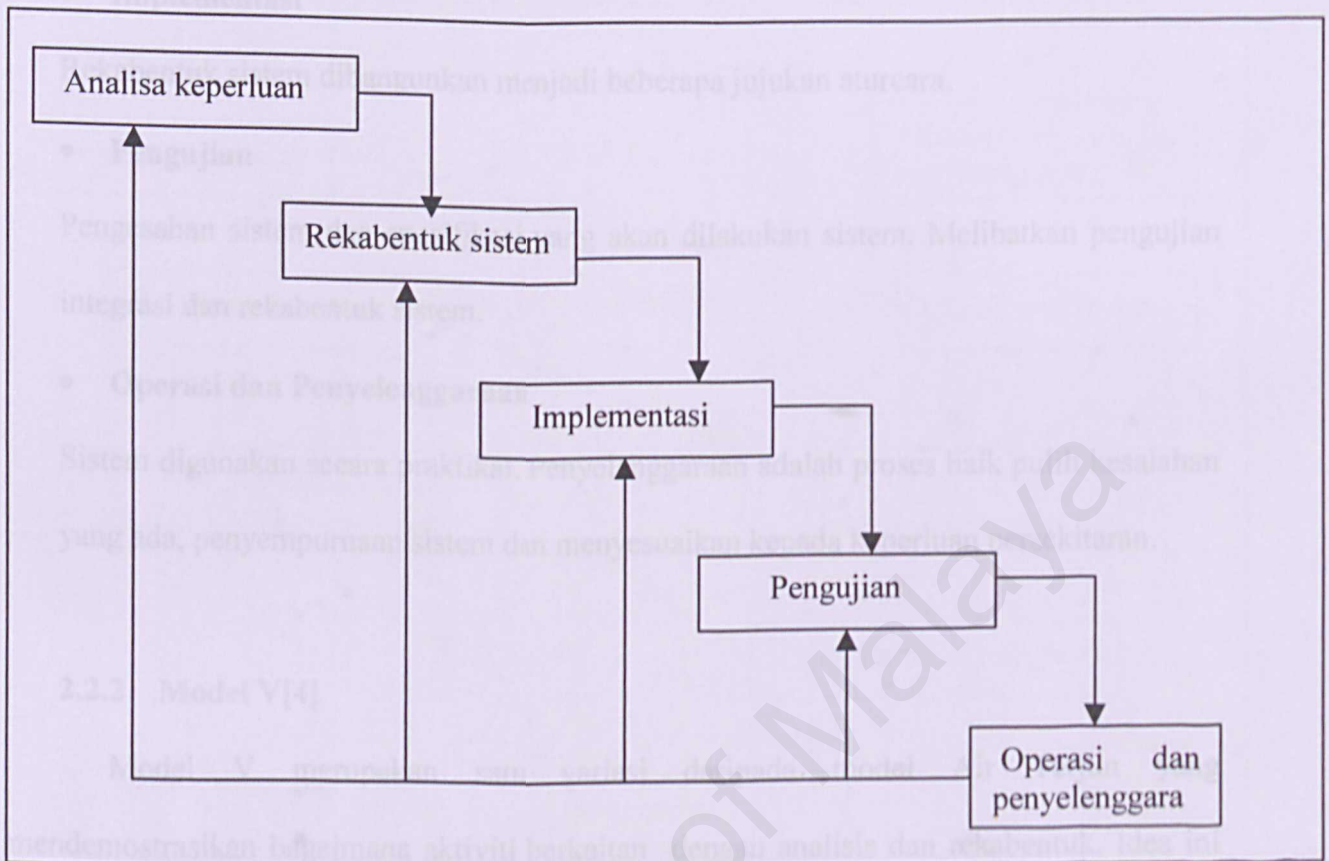 Implementasi
Rekabentuk sistem dibangunkan menjadi beberapa jujukan aturcara.
Analisa keperluan
• Pengujian
Pengesahan sistem yang akan dilakukan sistem. Melibatkan pengujian
Rekabentuk sistem
integrasi dan rekabentuk sistem.
• Operasi dan Penyelenggaraan
Implementasi
Sistem digunakan secara praktikal. Penyelenggaraan adalah proses baik pulih kesalahan
yang ada, penyempurnaan sistem dan menyesuaikan kepada keperluan persekitaran.
Pengujian
2.2.2 Model V[4]
Operasi dan
penyelenggara
Model V merupakan satu variasi daripada model Air Terjun yang
mendemostrasikan bagaimana aktiviti berkaitan dengan analisis dan rekabentuk. Idea ini
of Malaya